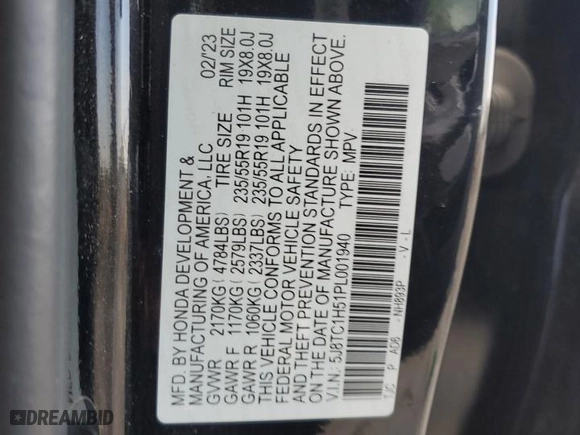 MFD. BY HONDA DEVELOPMENT &
MANUFACTURING OF AMERICA, LLC 02/'23
GVWR 2170KG(4784LBS) TIRE SIZE RIM SIZE
GAWR F 1170KG(2579LBS) 235/55R19 101H 19X8.0J
GAWR R 1060KG(2337LBS) 235/55R19 101H 19X8.0J
THIS VEHICLE CONFORMS TO ALL APPLICABLE
FEDERAL MOTOR VEHICLE SAFETY
AND THEFT PREVENTION STANDARDS IN EFFECT
ON THE DATE OF MANUFACTURE SHOWN ABOVE.
V.I.N.: 5J8TC1H51PL001940 TYPE: MPV
TJC P A06 -NH893P -V-L
DREAMBID